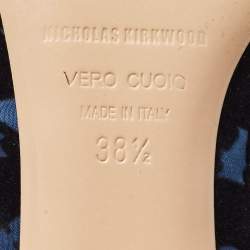 NICHOLAS KIRKWOOD
VERO CUOIO
MADE IN ITALY
38½